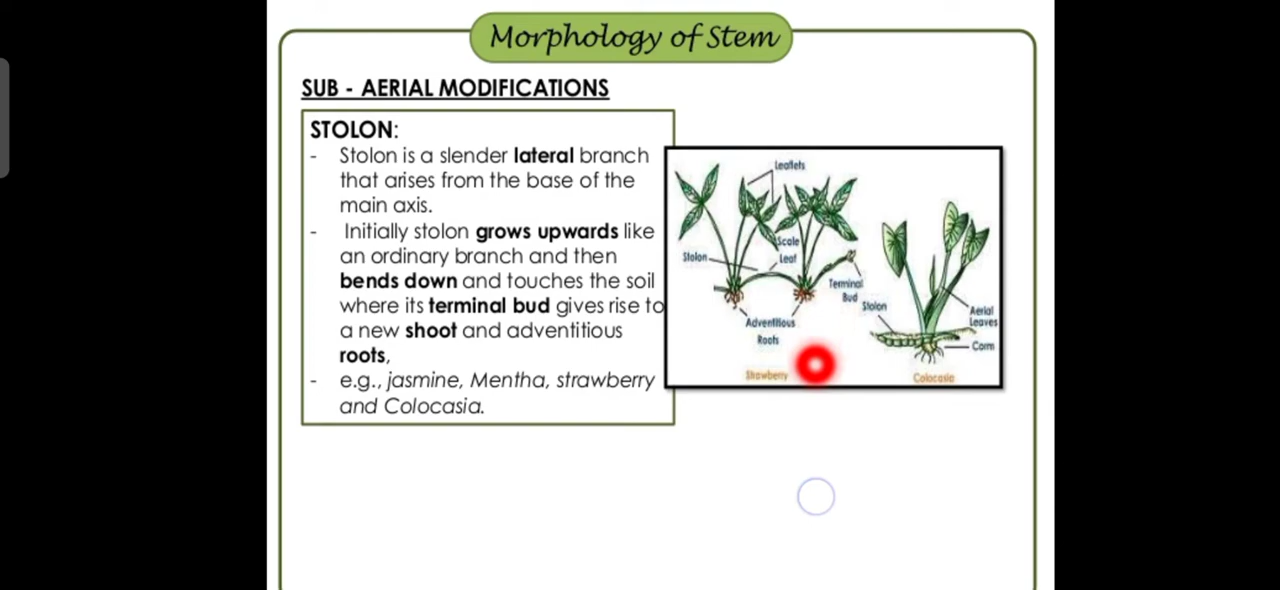 Morphology of Stem
SUB - AERIAL MODIFICATIONS
STOLON:
- Stolon is a slender lateral branch
that arises from the base of the
main axis.
- Initially stolon grows upwards like
an ordinary branch and then
bends down and touches the soil
where its terminal bud gives rise to
a new shoot and adventitious
roots,
- e.g., jasmine, Mentha, strawberry
and Colocasia.
Leaflets
Scale
Leaf
Stolon
Terminal
Bud
Adventitious
Roots
Strawberry
Stolon
Aerial
Leaves
Corm
Colocasia